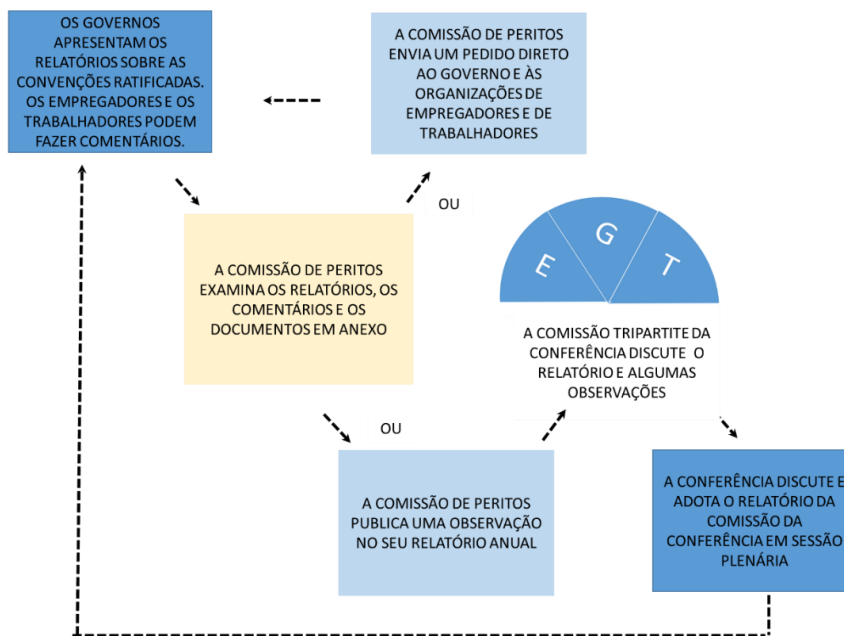 OS GOVERNOS
APRESENTAM OS
RELATÓRIOS SOBRE AS
CONVENÇÕES RATIFICADAS.
OS EMPREGADORES E OS
TRABALHADORES PODEM
FAZER COMENTÁRIOS.
A COMISSÃO DE PERITOS
ENVIA UM PEDIDO DIRETO
AO GOVERNO E ÀS
ORGANIZAÇÕES DE
EMPREGADORES E DE
TRABALHADORES
OU
A COMISSÃO DE PERITOS
EXAMINA OS RELATÓRIOS, OS
COMENTÁRIOS E OS
DOCUMENTOS EM ANEXO
E
G
T
A COMISSÃO TRIPARTITE DA
CONFERÊNCIA DISCUTE O
RELATÓRIO E ALGUMAS
OBSERVAÇÕES
OU
A COMISSÃO DE PERITOS
PUBLICA UMA OBSERVAÇÃO
NO SEU RELATÓRIO ANUAL
A CONFERÊNCIA DISCUTE E
ADOTA O RELATÓRIO DA
COMISSÃO DA
CONFERÊNCIA EM SESSÃO
PLENÁRIA